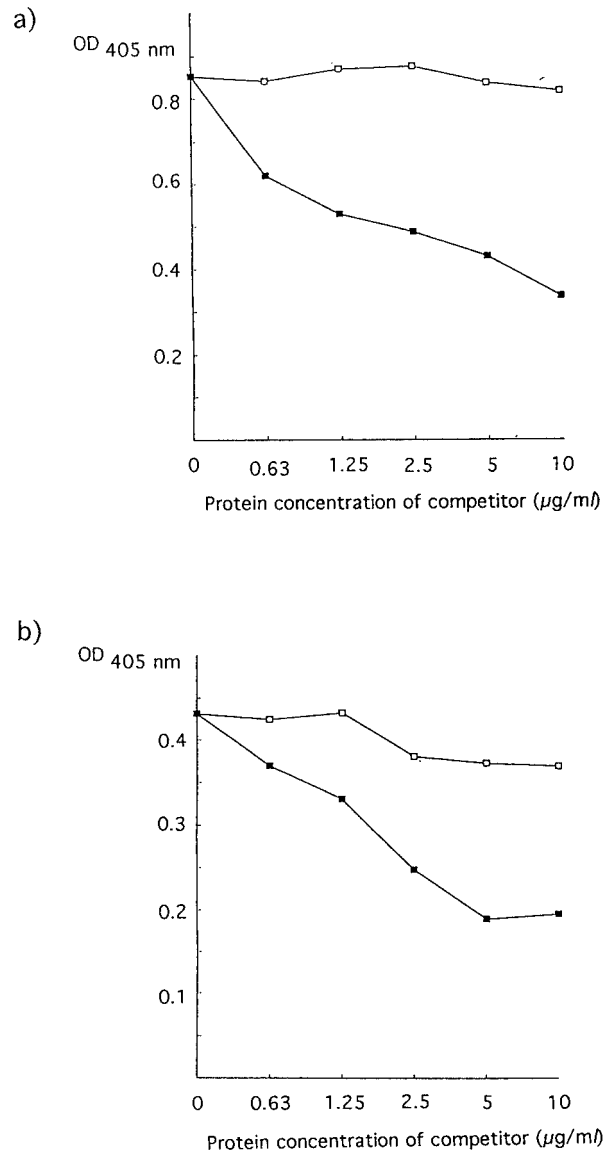 a)
OD 405 nm
0.8
0.6
0.4
0.2
0 0.63 1.25 2.5 5 10
Protein concentration of competitor (μg/ml)
b)
OD 405 nm
0.4
0.3
0.2
0.1
0 0.63 1.25 2.5 5 10
Protein concentration of competitor (μg/ml)